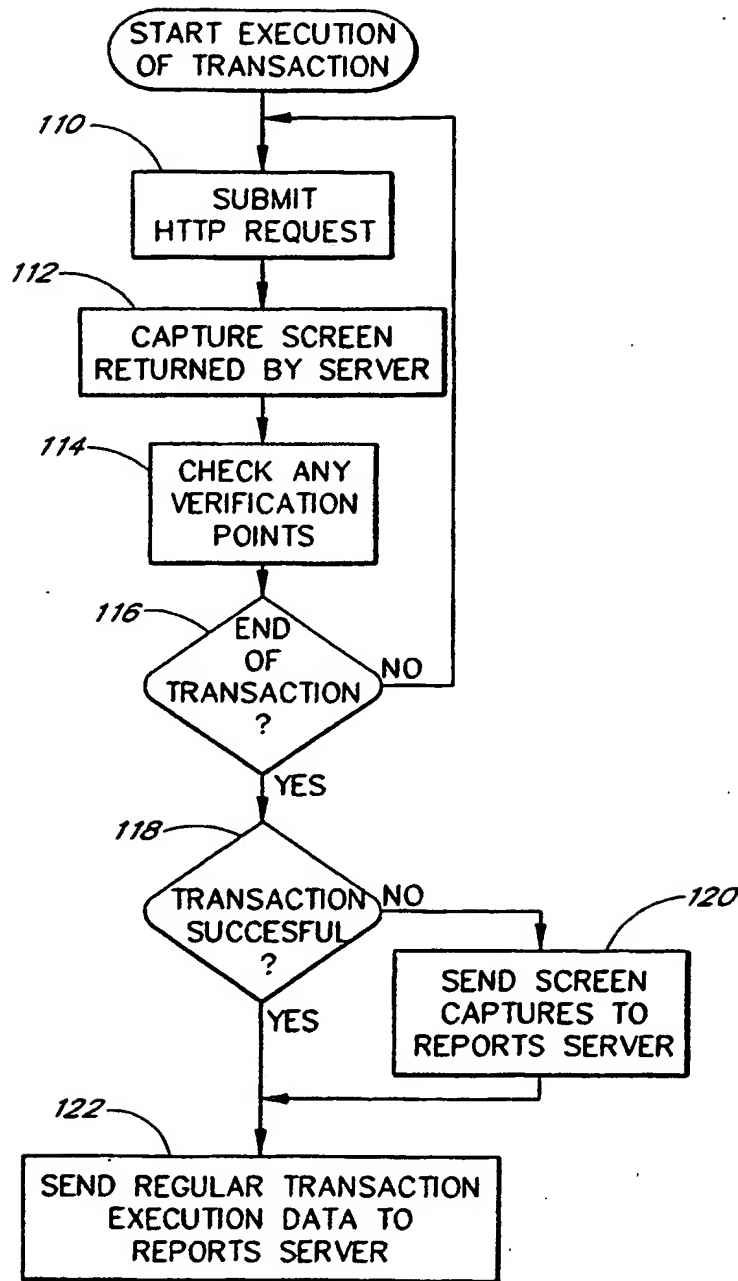 START EXECUTION
OF TRANSACTION
110
SUBMIT
HTTP REQUEST
112
CAPTURE SCREEN
RETURNED BY SERVER
114
CHECK ANY
VERIFICATION
POINTS
116
END
OF
TRANSACTION
?
NO
YES
118
TRANSACTION
SUCCESFUL
?
NO
YES
120
SEND SCREEN
CAPTURES TO
REPORTS SERVER
122
SEND REGULAR TRANSACTION
EXECUTION DATA TO
REPORTS SERVER